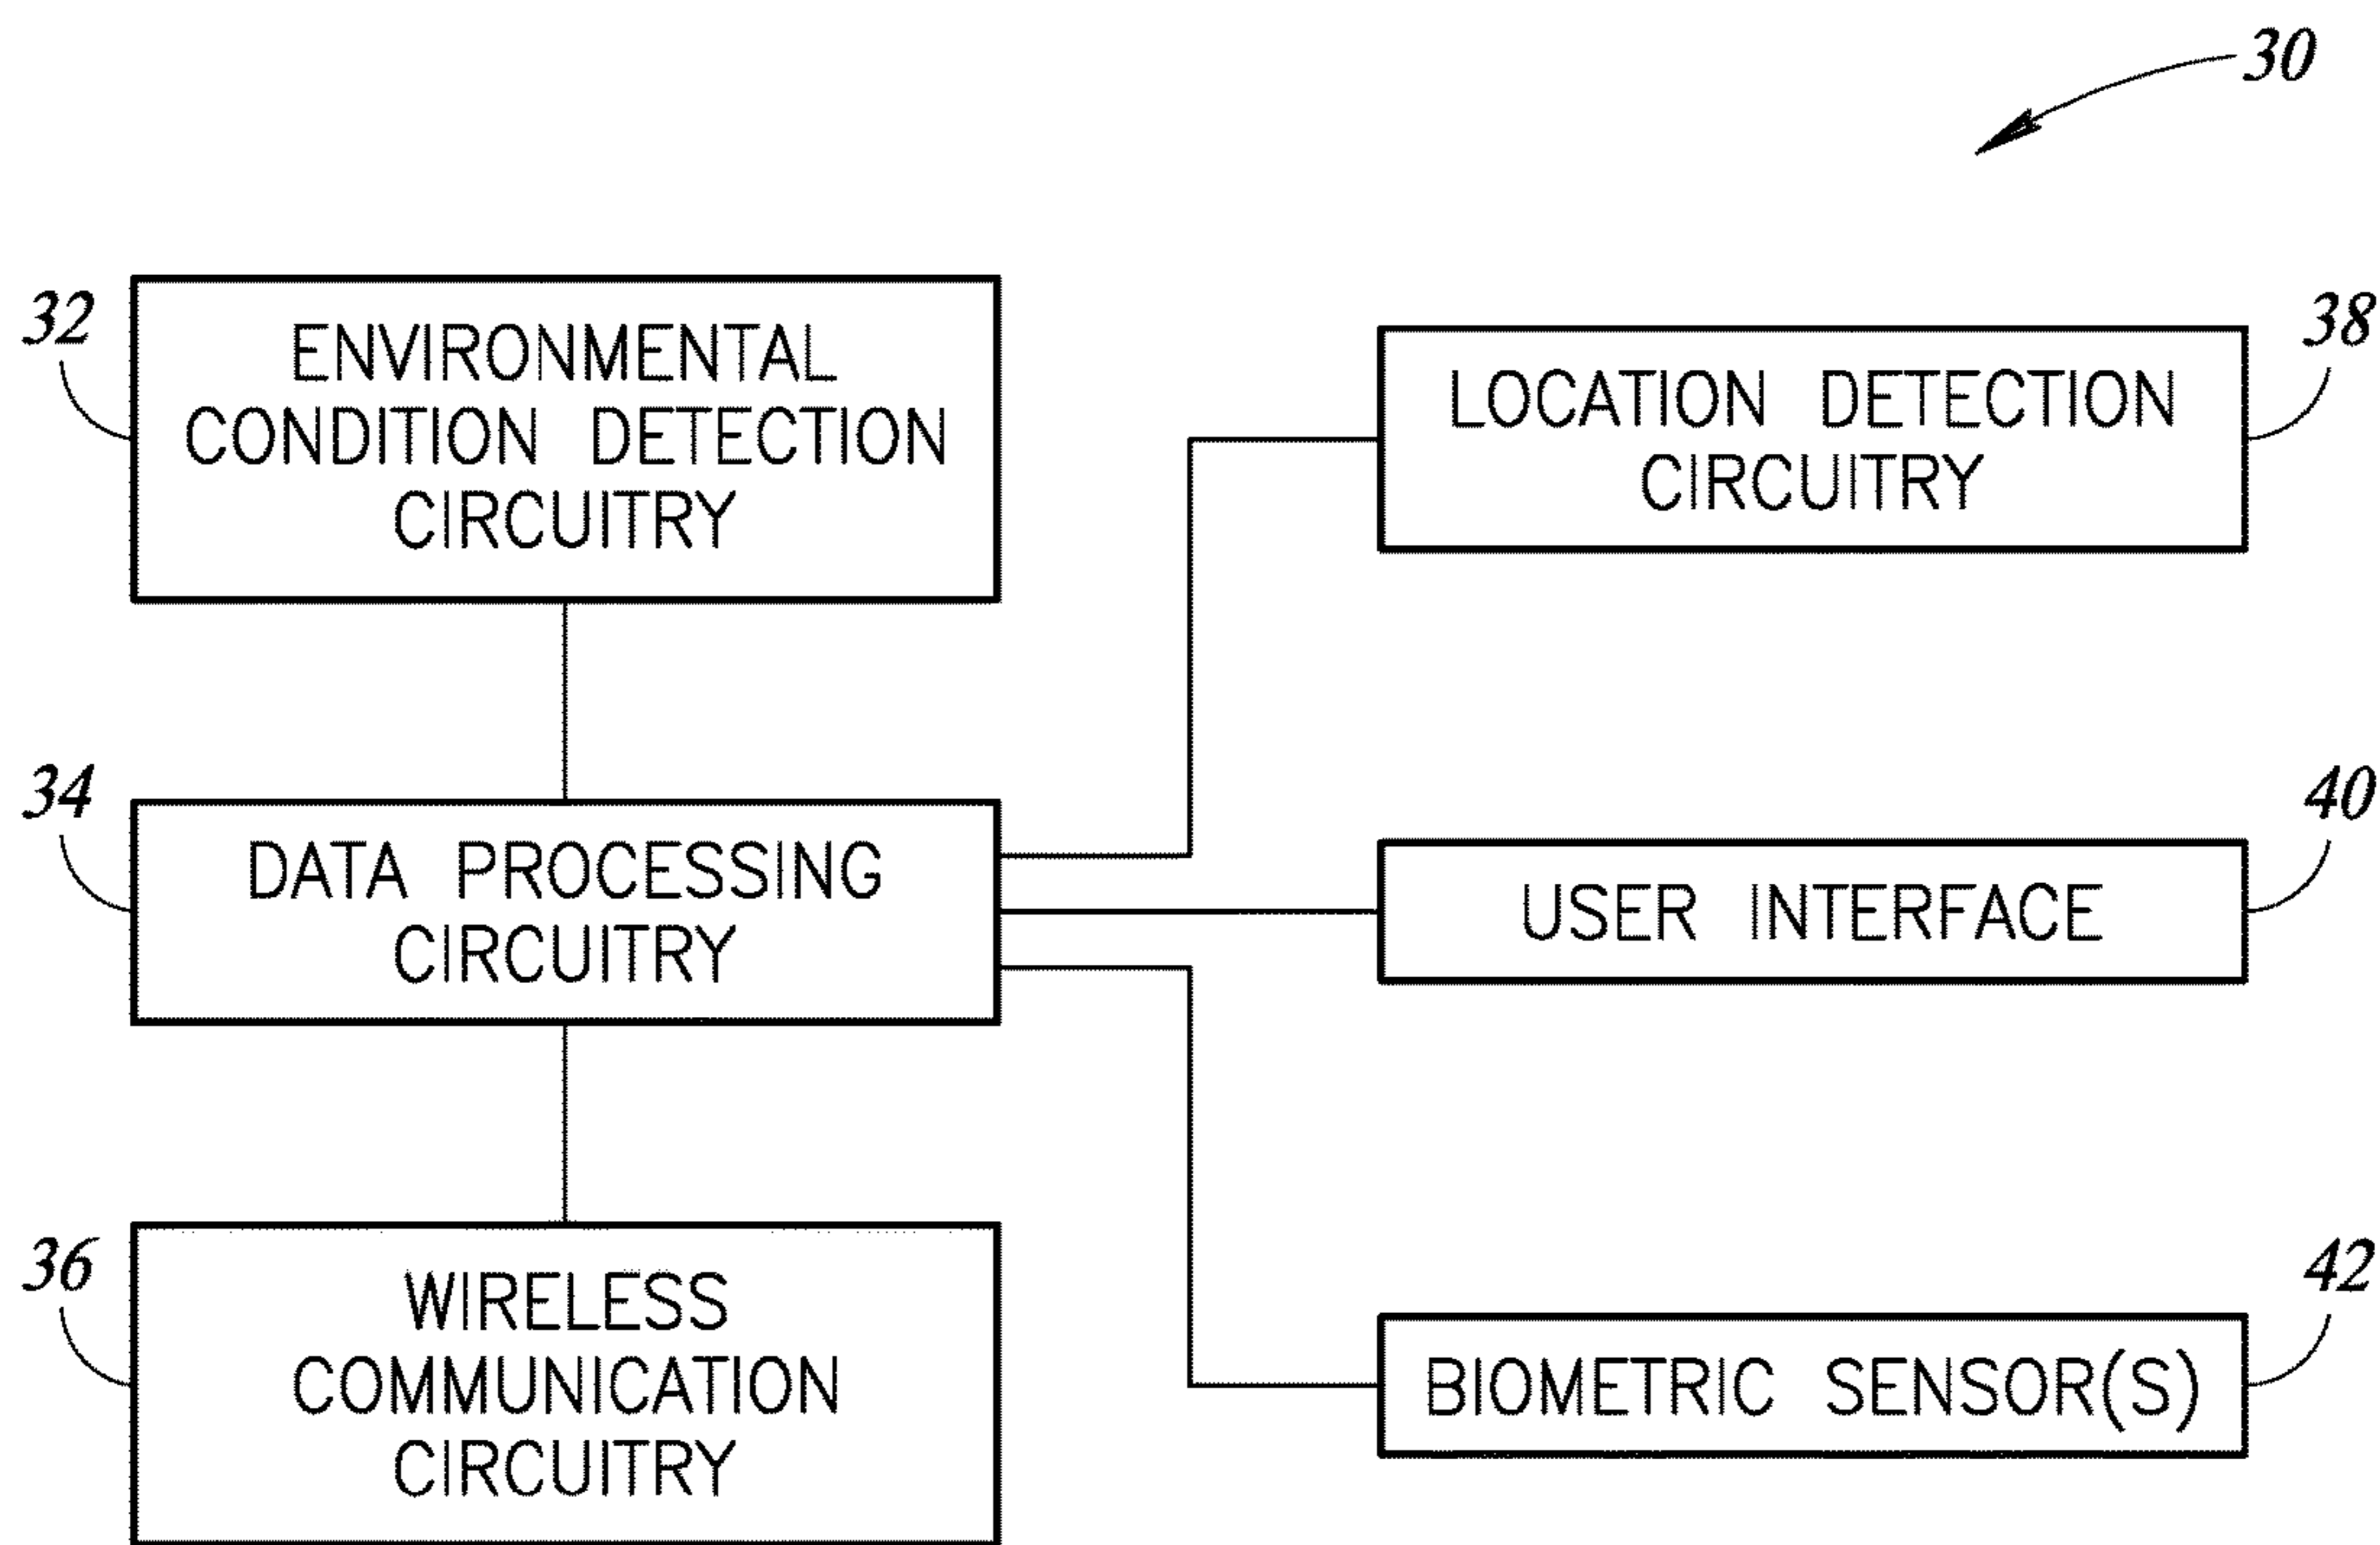 30
32
ENVIRONMENTAL
CONDITION DETECTION
CIRCUITRY
38
LOCATION DETECTION
CIRCUITRY
34
DATA PROCESSING
CIRCUITRY
40
USER INTERFACE
36
WIRELESS
COMMUNICATION
CIRCUITRY
42
BIOMETRIC SENSOR(S)